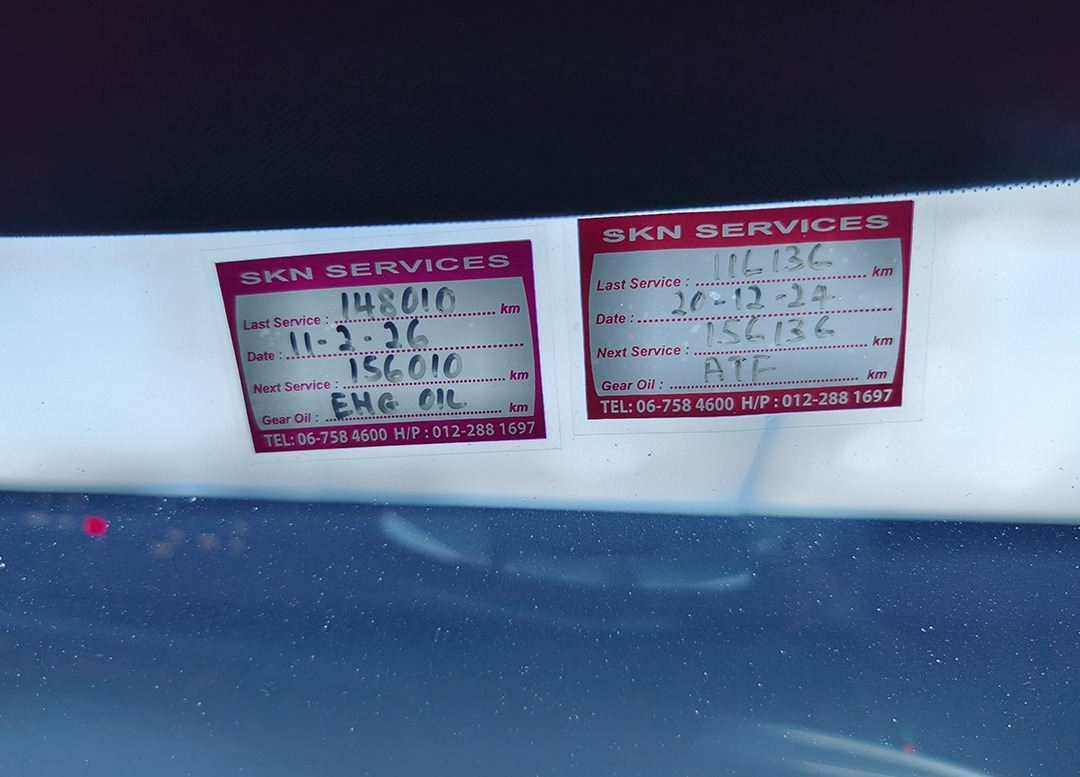 SKN SERVICES
Last Service : 148010 km
Date : 11-2-26
Next Service : 156010 km
Gear Oil : ENG OIL km
TEL: 06-758 4600 H/P : 012-288 1697
SKN SERVICES
Last Service : 116136 km
Date : 20-12-24
Next Service : 156136 km
Gear Oil : ATF km
TEL: 06-758 4600 H/P : 012-288 1697